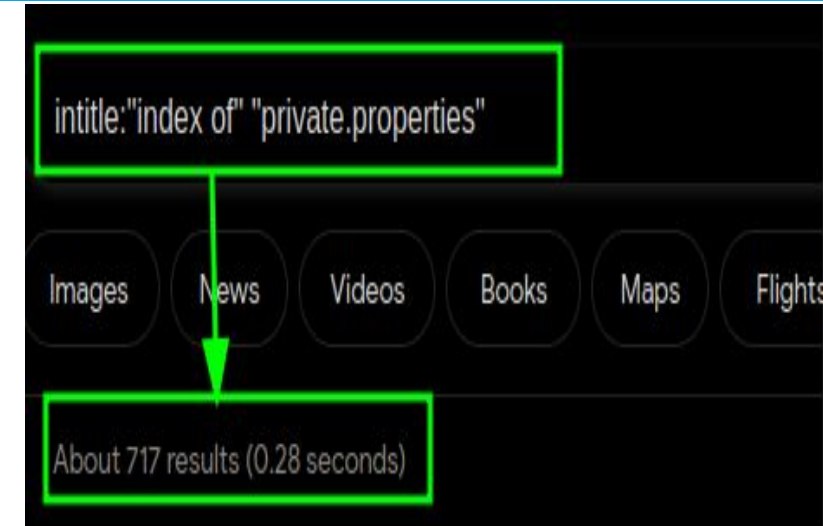 intitle:"index of" "private.properties"
Images News Videos Books Maps Flights
About 717 results (0.28 seconds)